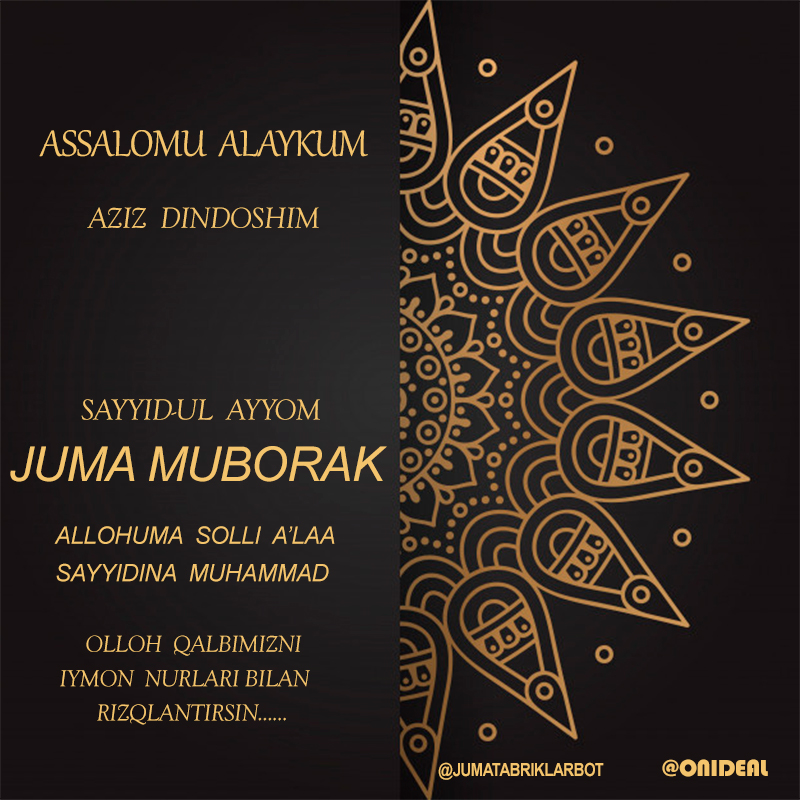 ASSALOMU ALAYKUM
AZIZ DINDOSHIM
SAYYID-UL AYYOM
JUMA MUBORAK
ALLOHUMA SOLLI A'LAA
SAYYIDINA MUHAMMAD
OLLOH QALBIMIZNI
IYMON NURLARI BILAN
RIZQLANTIRSIN......
@JUMATABRIKLARBOT
@ONIDEAL